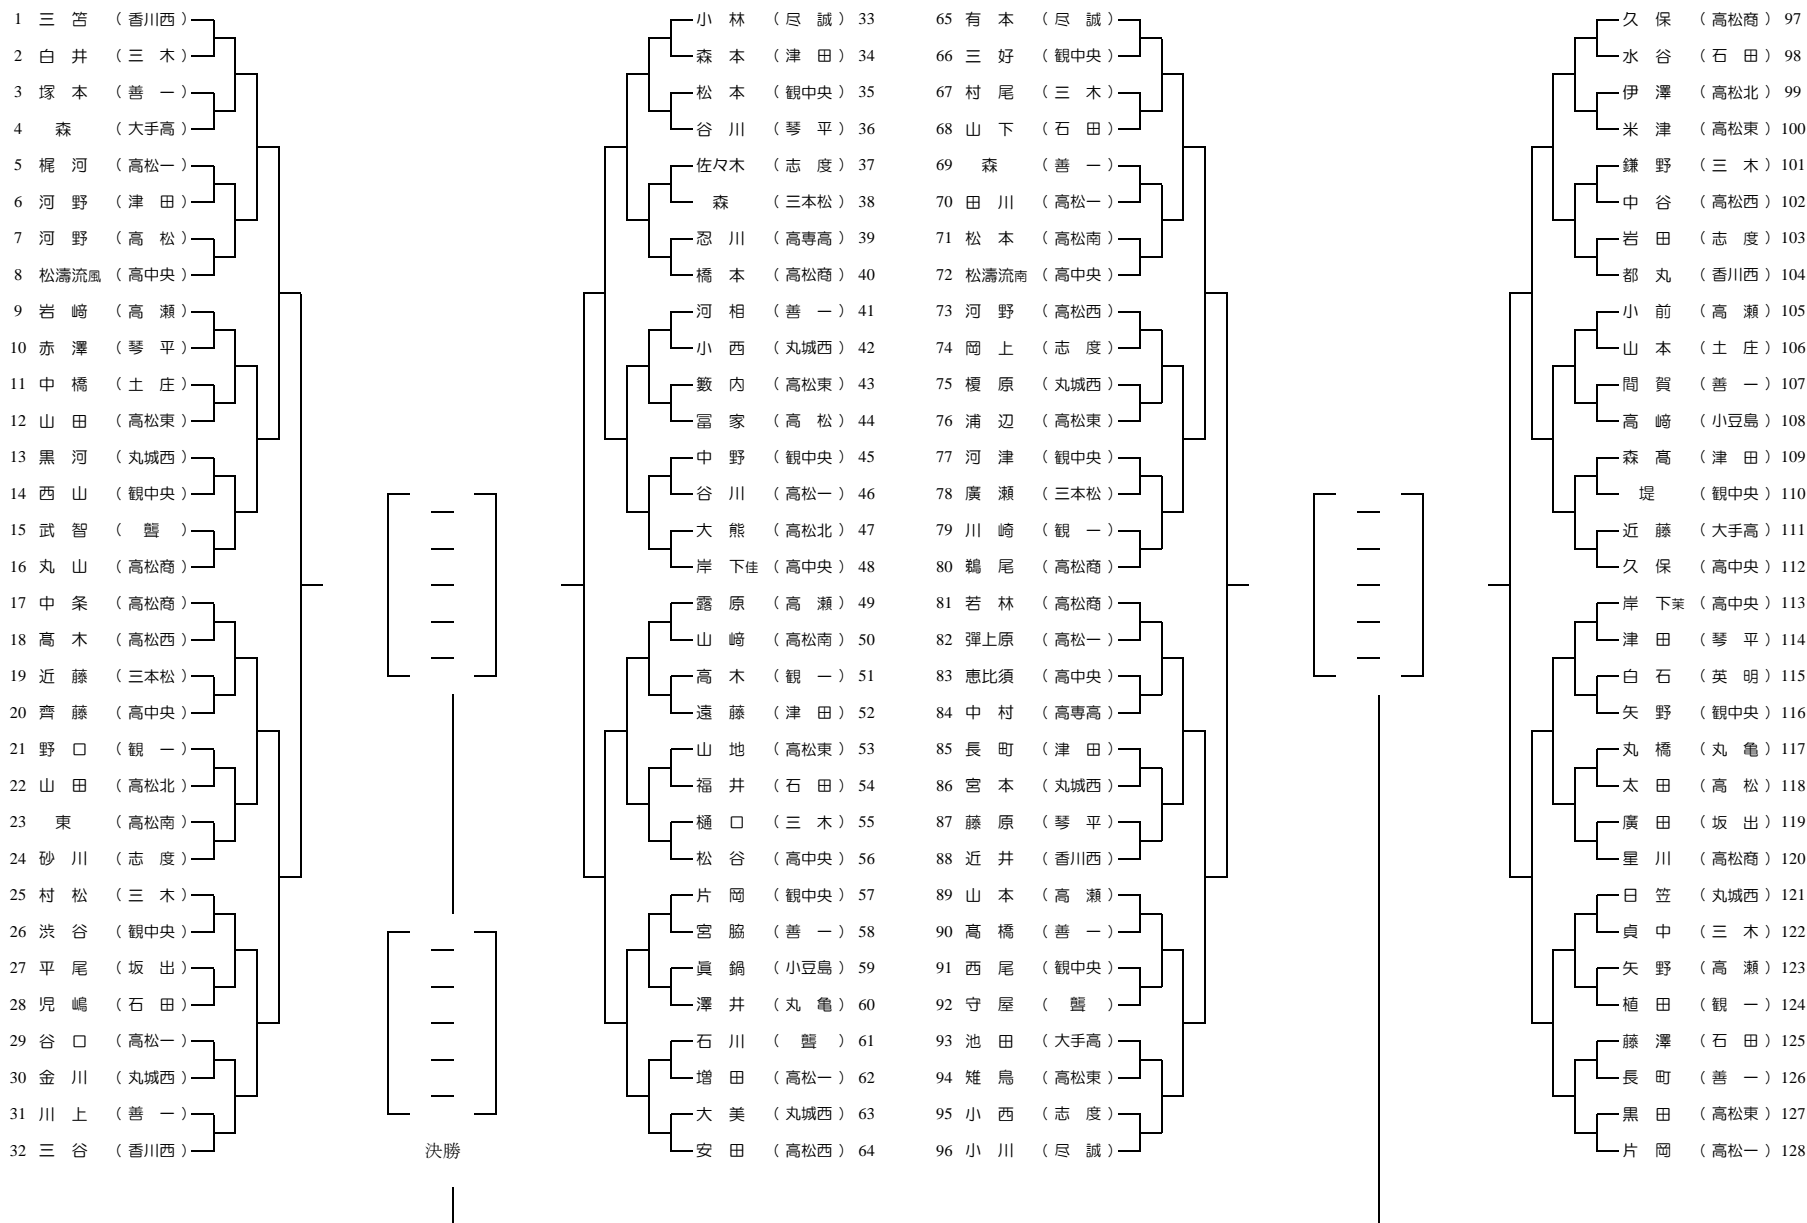 1 三 笘 （ 香川西 ）
2 白 井 （ 三 木 ）
3 塚 本 （ 善 一 ）
4 森 （ 大手高 ）
5 梶 河 （ 高松一 ）
6 河 野 （ 津 田 ）
7 河 野 （ 高 松 ）
8 松濤流風 （ 高中央 ）
9 岩 﨑 （ 高 瀬 ）
10 赤 澤 （ 琴 平 ）
11 中 橋 （ 土 庄 ）
12 山 田 （ 高松東 ）
13 黒 河 （ 丸城西 ）
14 西 山 （ 観中央 ）
15 武 智 （ 聾 ）
16 丸 山 （ 高松商 ）
17 中 条 （ 高松商 ）
18 髙 木 （ 高松西 ）
19 近 藤 （ 三本松 ）
20 齊 藤 （ 高中央 ）
21 野 口 （ 観 一 ）
22 山 田 （ 高松北 ）
23 東 （ 高松南 ）
24 砂 川 （ 志 度 ）
25 村 松 （ 三 木 ）
26 渋 谷 （ 観中央 ）
27 平 尾 （ 坂 出 ）
28 児 嶋 （ 石 田 ）
29 谷 口 （ 高松一 ）
30 金 川 （ 丸城西 ）
31 川 上 （ 善 一 ）
32 三 谷 （ 香川西 ）
決勝
小 林 （ 尽 誠 ） 33
森 本 （ 津 田 ） 34
松 本 （ 観中央 ） 35
谷 川 （ 琴 平 ） 36
佐々木 （ 志 度 ） 37
森 （ 三本松 ） 38
忍 川 （ 高専高 ） 39
橋 本 （ 高松商 ） 40
河 相 （ 善 一 ） 41
小 西 （ 丸城西 ） 42
籔 内 （ 高松東 ） 43
冨 家 （ 高 松 ） 44
中 野 （ 観中央 ） 45
谷 川 （ 高松一 ） 46
大 熊 （ 高松北 ） 47
岸 下佳 （ 高中央 ） 48
露 原 （ 高 瀬 ） 49
山 﨑 （ 高松南 ） 50
高 木 （ 観 一 ） 51
遠 藤 （ 津 田 ） 52
山 地 （ 高松東 ） 53
福 井 （ 石 田 ） 54
樋 口 （ 三 木 ） 55
松 谷 （ 高中央 ） 56
片 岡 （ 観中央 ） 57
宮 脇 （ 善 一 ） 58
眞 鍋 （ 小豆島 ） 59
澤 井 （ 丸 亀 ） 60
石 川 （ 聾 ） 61
増 田 （ 高松一 ） 62
大 美 （ 丸城西 ） 63
安 田 （ 高松西 ） 64
65 有 本 （ 尽 誠 ）
66 三 好 （ 観中央 ）
67 村 尾 （ 三 木 ）
68 山 下 （ 石 田 ）
69 森 （ 善 一 ）
70 田 川 （ 高松一 ）
71 松 本 （ 高松南 ）
72 松濤流南 （ 高中央 ）
73 河 野 （ 高松西 ）
74 岡 上 （ 志 度 ）
75 榎 原 （ 丸城西 ）
76 浦 辺 （ 高松東 ）
77 河 津 （ 観中央 ）
78 廣 瀬 （ 三本松 ）
79 川 崎 （ 観 一 ）
80 鵜 尾 （ 高松商 ）
81 若 林 （ 高松商 ）
82 彈上原 （ 高松一 ）
83 恵比須 （ 高中央 ）
84 中 村 （ 高専高 ）
85 長 町 （ 津 田 ）
86 宮 本 （ 丸城西 ）
87 藤 原 （ 琴 平 ）
88 近 井 （ 香川西 ）
89 山 本 （ 高 瀬 ）
90 髙 橋 （ 善 一 ）
91 西 尾 （ 観中央 ）
92 守 屋 （ 聾 ）
93 池 田 （ 大手高 ）
94 雉 鳥 （ 高松東 ）
95 小 西 （ 志 度 ）
96 小 川 （ 尽 誠 ）
久 保 （ 高松商 ） 97
水 谷 （ 石 田 ） 98
伊 澤 （ 高松北 ） 99
米 津 （ 高松東 ） 100
鎌 野 （ 三 木 ） 101
中 谷 （ 高松西 ） 102
岩 田 （ 志 度 ） 103
都 丸 （ 香川西 ） 104
小 前 （ 高 瀬 ） 105
山 本 （ 土 庄 ） 106
間 賀 （ 善 一 ） 107
高 﨑 （ 小豆島 ） 108
森 髙 （ 津 田 ） 109
堤 （ 観中央 ） 110
近 藤 （ 大手高 ） 111
久 保 （ 高中央 ） 112
岸 下茉 （ 高中央 ） 113
津 田 （ 琴 平 ） 114
白 石 （ 英 明 ） 115
矢 野 （ 観中央 ） 116
丸 橋 （ 丸 亀 ） 117
太 田 （ 高 松 ） 118
廣 田 （ 坂 出 ） 119
星 川 （ 高松商 ） 120
日 笠 （ 丸城西 ） 121
貞 中 （ 三 木 ） 122
矢 野 （ 高 瀬 ） 123
植 田 （ 観 一 ） 124
藤 澤 （ 石 田 ） 125
長 町 （ 善 一 ） 126
黒 田 （ 高松東 ） 127
片 岡 （ 高松一 ） 128